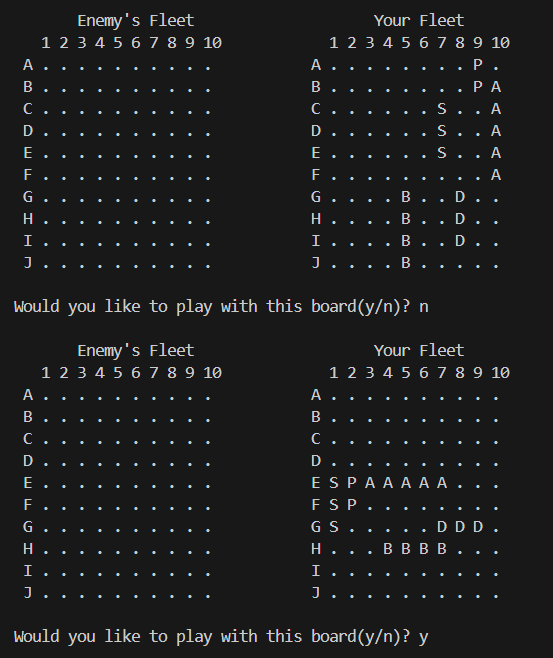 Enemy's Fleet                    Your Fleet
   1 2 3 4 5 6 7 8 9 10            1 2 3 4 5 6 7 8 9 10
 A . . . . . . . . . .           A . . . . . . . . P .
 B . . . . . . . . . .           B . . . . . . . . P A
 C . . . . . . . . . .           C . . . . . . S . . A
 D . . . . . . . . . .           D . . . . . . S . . A
 E . . . . . . . . . .           E . . . . . . S . . A
 F . . . . . . . . . .           F . . . . . . . . . A
 G . . . . . . . . . .           G . . . . B . . D . .
 H . . . . . . . . . .           H . . . . B . . D . .
 I . . . . . . . . . .           I . . . . B . . D . .
 J . . . . . . . . . .           J . . . . B . . . . .
Would you like to play with this board(y/n)? n
       Enemy's Fleet                    Your Fleet
   1 2 3 4 5 6 7 8 9 10            1 2 3 4 5 6 7 8 9 10
 A . . . . . . . . . .           A . . . . . . . . . .
 B . . . . . . . . . .           B . . . . . . . . . .
 C . . . . . . . . . .           C . . . . . . . . . .
 D . . . . . . . . . .           D . . . . . . . . . .
 E . . . . . . . . . .           E S P A A A A A . . .
 F . . . . . . . . . .           F S P . . . . . . . .
 G . . . . . . . . . .           G S . . . . . D D D .
 H . . . . . . . . . .           H . . . B B B B . . .
 I . . . . . . . . . .           I . . . . . . . . . .
 J . . . . . . . . . .           J . . . . . . . . . .
Would you like to play with this board(y/n)? y